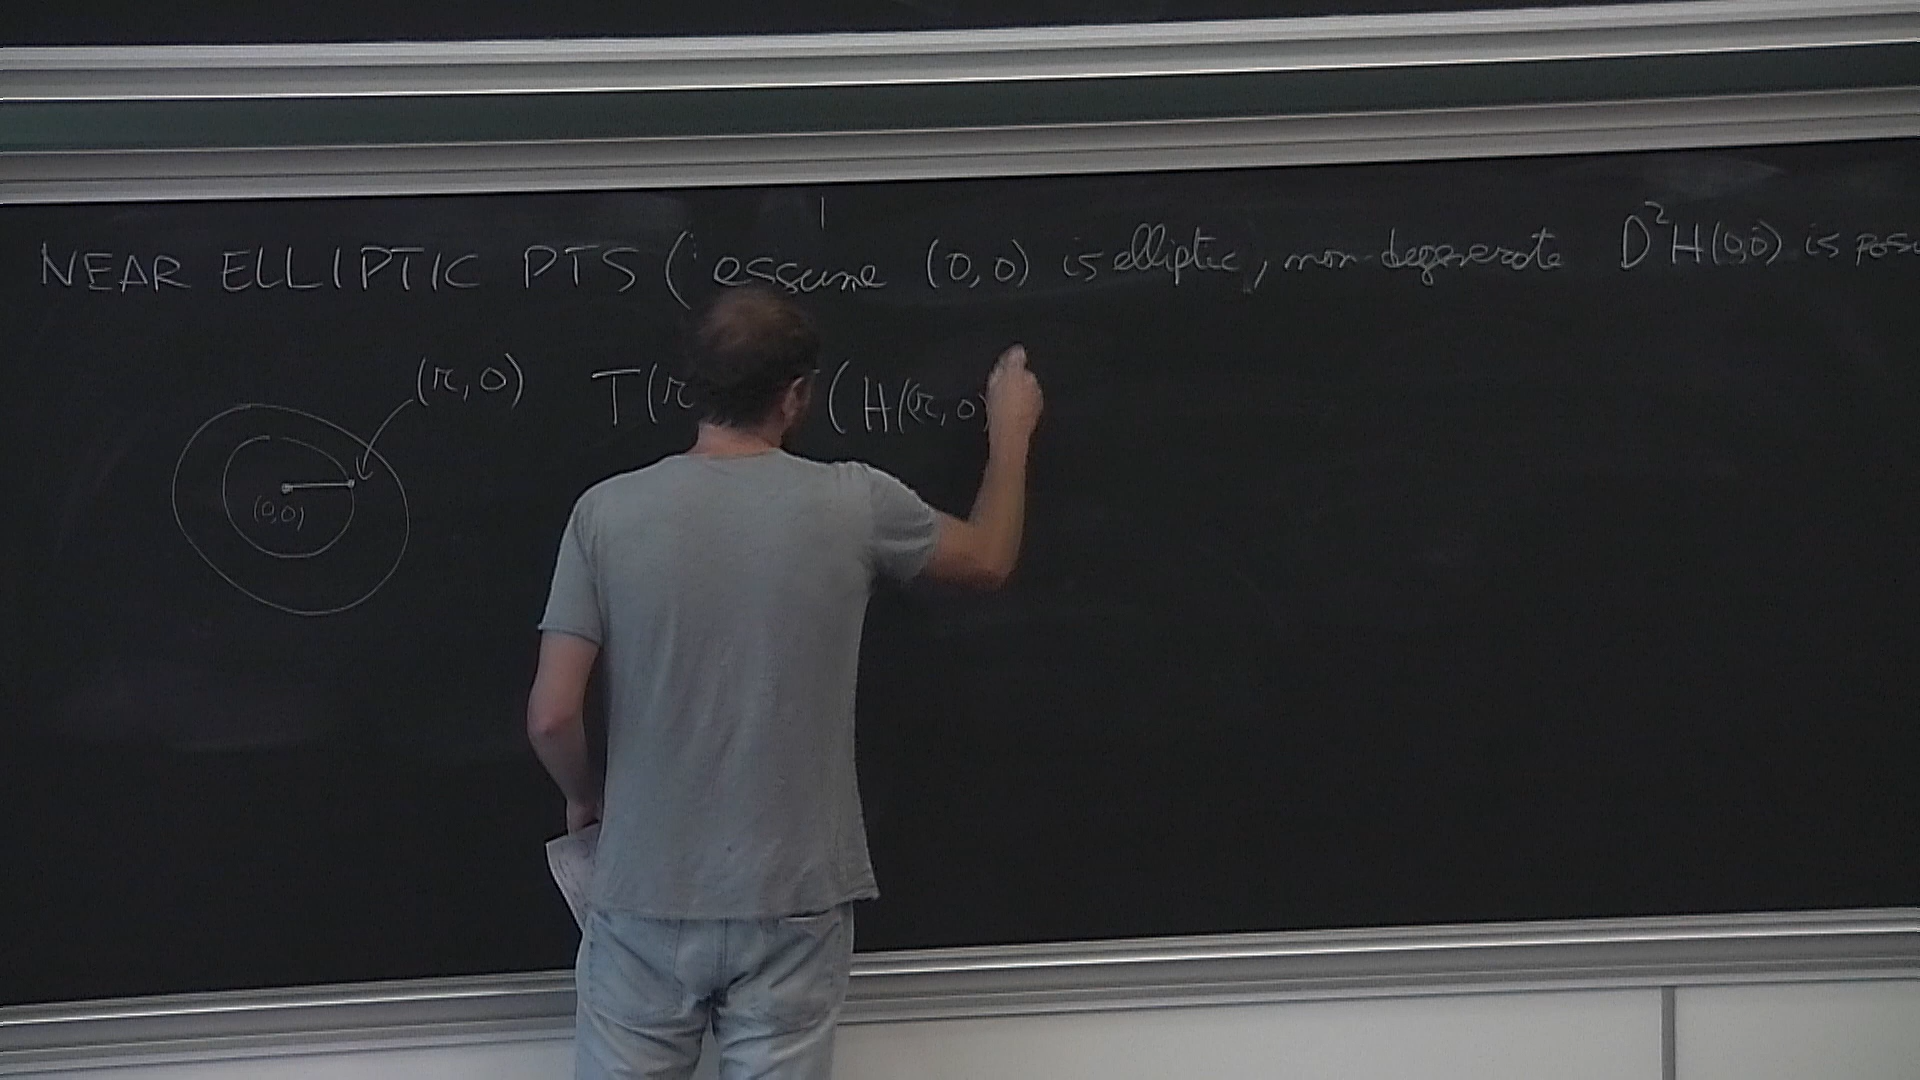 NEAR ELLIPTIC PTS ( assume (0,0) is elliptic, non-degenerate D²H(0,0) is
(r,0) T(r (H((r,0)
(0,0)